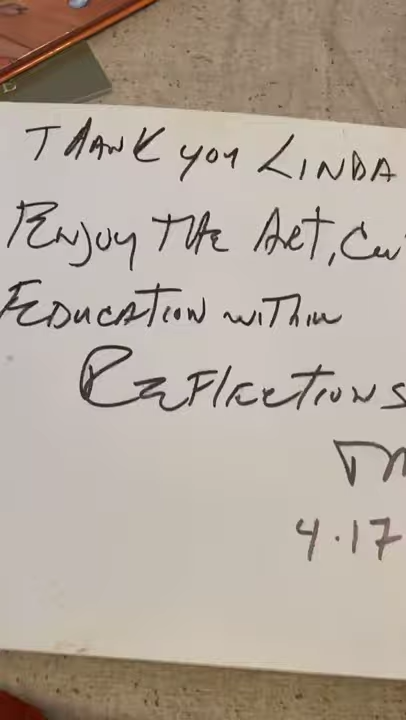 THANK YOU LINDA
ENJOY THE ART,
EDUCATION WITHIN
REFLECTIONS
4.17